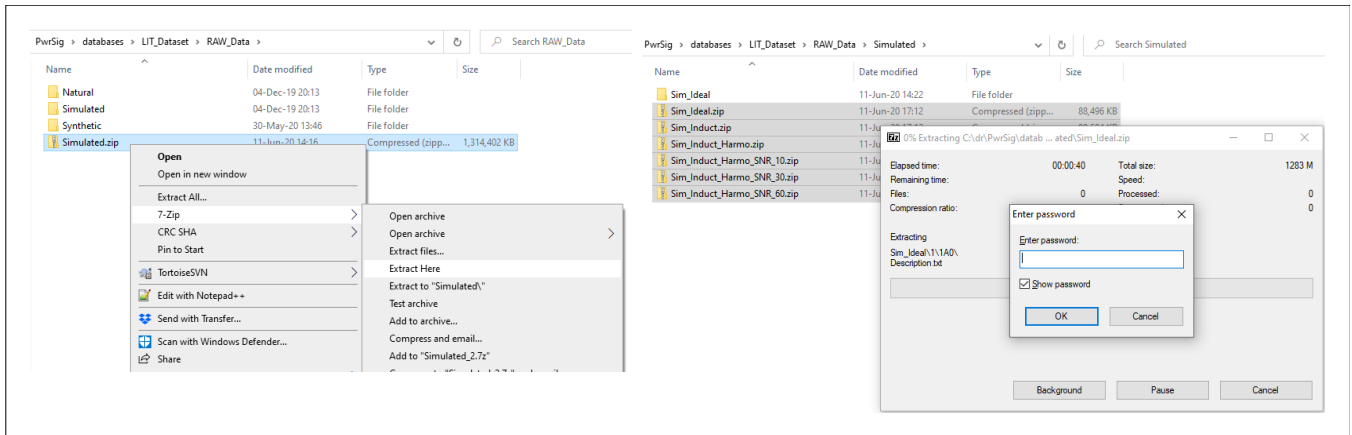 PwrSig > databases > LIT_Dataset > RAW_Data >
Search RAW_Data
Name Date modified Type Size
Natural 04-Dec-19 20:13 File folder
Simulated 04-Dec-19 20:13 File folder
Synthetic 30-May-20 13:46 File folder
Simulated.zip 11-Jun-20 14:16 Compressed (zipp... 1,314,402 KB
Open
Open in new window
Extract All...
7-Zip
CRC SHA
Pin to Start
TortoiseSVN
Edit with Notepad++
Send with Transfer...
Scan with Windows Defender...
Share
Open archive
Open archive
Extract files...
Extract Here
Extract to "Simulated\"
Test archive
Add to archive...
Compress and email...
Add to "Simulated_2.7z"
PwrSig > databases > LIT_Dataset > RAW_Data > Simulated >
Search Simulated
Name Date modified Type Size
Sim_Ideal 11-Jun-20 14:22 File folder
Sim_Ideal.zip 11-Jun-20 17:12 Compressed (zipp... 88,496 KB
Sim_Induct.zip
Sim_Induct_Harmo.zip 11-Ju
Sim_Induct_Harmo_SNR_10.zip 11-Ju
Sim_Induct_Harmo_SNR_30.zip 11-Ju
Sim_Induct_Harmo_SNR_60.zip 11-Ju
0% Extracting C:\dr\PwrSig\datab ... ated\Sim_Ideal.zip
Elapsed time: 00:00:40 Total size: 1283 M
Remaining time: Speed:
Files: 0 Processed: 0
Compression ratio: 0
Extracting
Sim_Ideal\1\1A0\
Description.txt
Enter password
Enter password:
Show password
OK Cancel
Background Pause Cancel